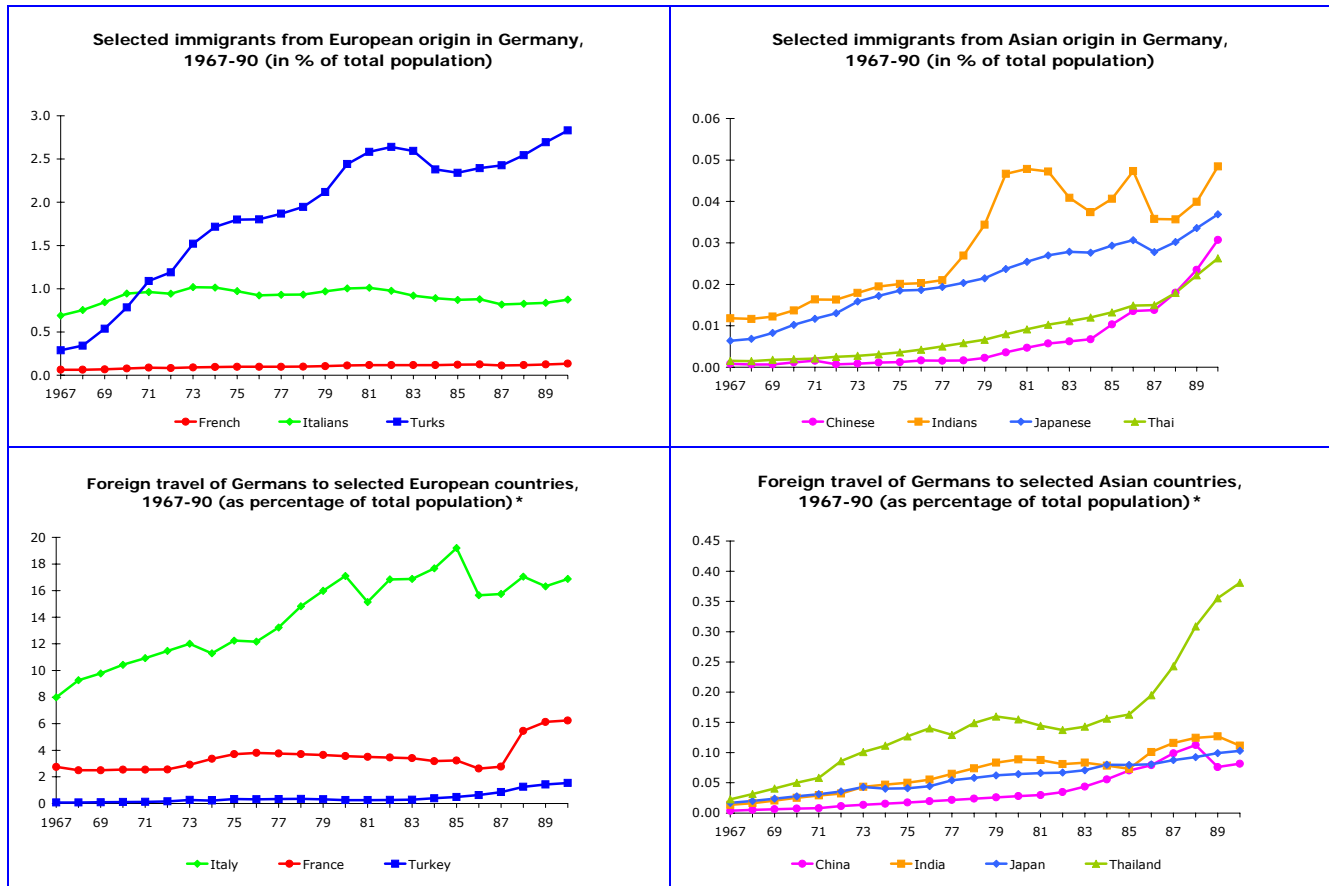 Selected immigrants from European origin in Germany,
1967-90 (in % of total population)
3.0
2.5
2.0
1.5
1.0
0.5
0.0
1967 69 71 73 75 77 79 81 83 85 87 89
French Italians Turks
Selected immigrants from Asian origin in Germany,
1967-90 (in % of total population)
0.06
0.05
0.04
0.03
0.02
0.01
0.00
1967 69 71 73 75 77 79 81 83 85 87 89
Chinese Indians Japanese Thai
Foreign travel of Germans to selected European countries,
1967-90 (as percentage of total population)*
20
18
16
14
12
10
8
6
4
2
0
1967 69 71 73 75 77 79 81 83 85 87 89
Italy France Turkey
Foreign travel of Germans to selected Asian countries,
1967-90 (as percentage of total population)*
0.45
0.40
0.35
0.30
0.25
0.20
0.15
0.10
0.05
0.00
1967 69 71 73 75 77 79 81 83 85 87 89
China India Japan Thailand